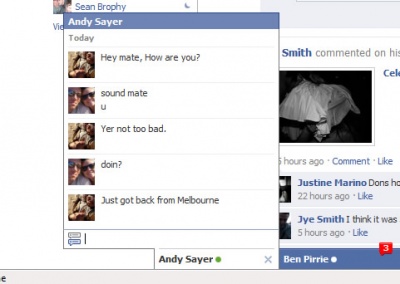 Sean Brophy
Vie
Andy Sayer
Today
Hey mate, How are you?
sound mate
u
Yer not too bad.
doin?
Just got back from Melbourne
Andy Sayer
Smith commented on his
Cele
hours ago · Comment · Like
Justine Marino Dons ho
22 hours ago · Like
Jye Smith I think it was
5 hours ago · Like
Ben Pirrie
3
ne